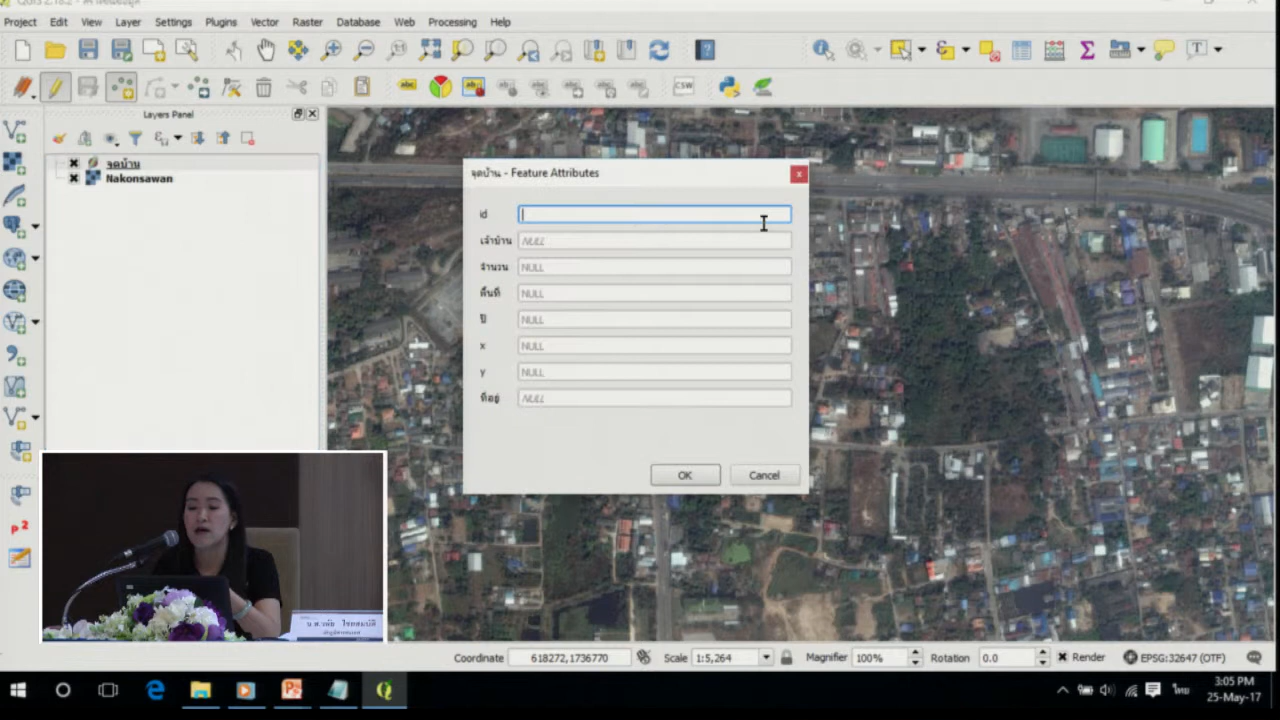 Project Edit View Layer Settings Plugins Vector Raster Database Web Processing Help
CSW
Layers Panel
จุดบ้าน
Nakonsawan
จุดบ้าน - Feature Attributes
id
เจ้าบ้าน NULL
จำนวน NULL
พื้นที่ NULL
ปี NULL
x NULL
y NULL
ที่อยู่ NULL
OK Cancel
Coordinate 618272,1736770 Scale 1:5,264 Magnifier 100% Rotation 0.0 Render EPSG:32647 (OTF)
ไทย
3:05 PM
25-May-17